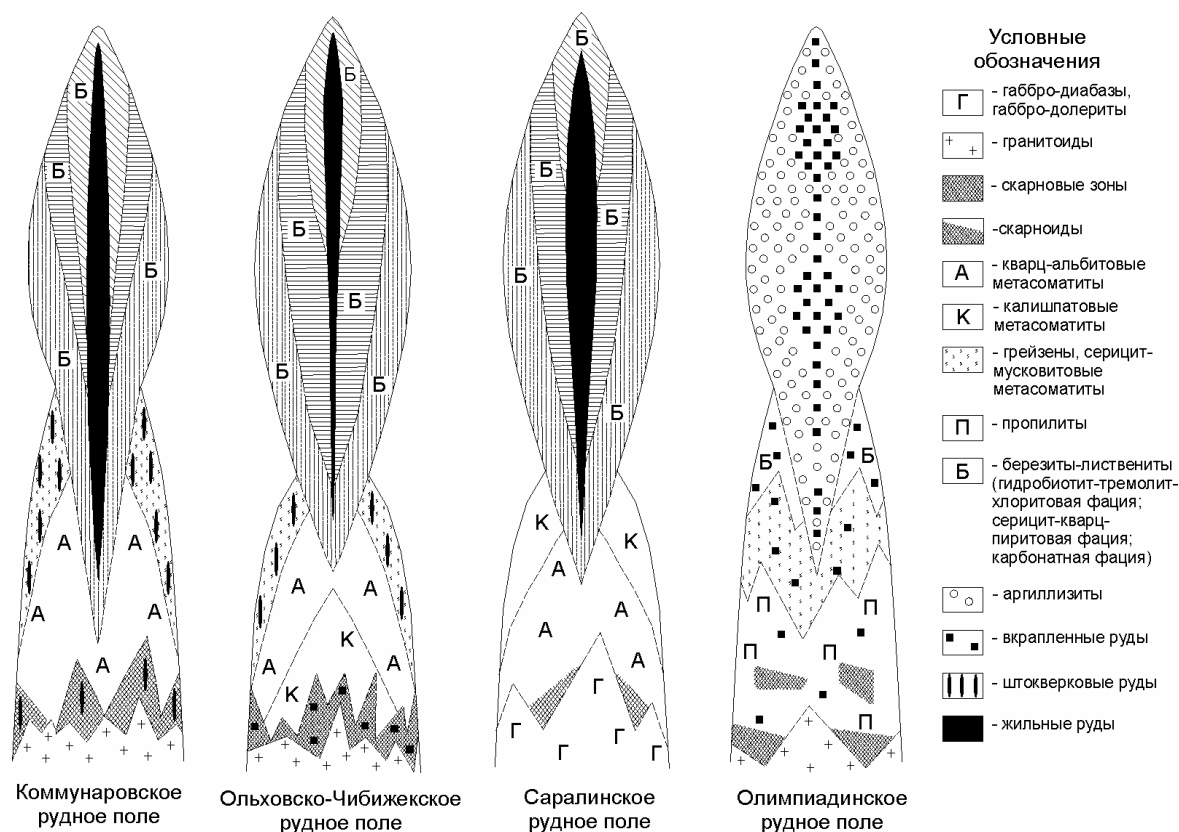 Б
Б
Б
Б
А
А
А
А
А
Коммунаровское
рудное поле
Б
Б
Б
Б
Б
А
А
К
А
А
К
Ольховско-Чибижекское
рудное поле
Б
Б
Б
Б
Б
К
К
А
А
А
А
Г
Г
Г
Г
Г
Саралинское
рудное поле
Б
Б
П
П
П
П
П
П
Олимпиадинское
рудное поле
Условные
обозначения
Г - габбро-диабазы,
габбро-долериты
- гранитоиды
- скарновые зоны
-скарноиды
А - кварц-альбитовые
метасоматиты
К - калишпатовые
метасоматиты
- грейзены, серицит-
мусковитовые
метасоматиты
П - пропилиты
Б - березиты-листвениты
(гидробиотит-тремолит-
хлоритовая фация;
серицит-кварц-
пиритовая фация;
карбонатная фация)
- аргиллизиты
- вкрапленные руды
- штокверковые руды
- жильные руды